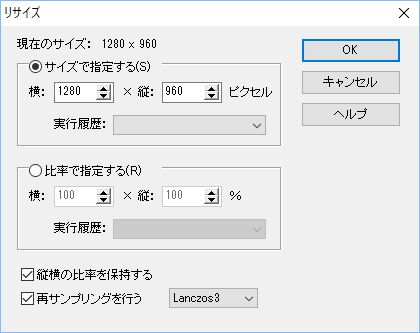 リサイズ
現在のサイズ: 1280 x 960
サイズで指定する(S)
横: 1280 × 縦: 960 ピクセル
実行履歴:
比率で指定する(R)
横: 100 × 縦: 100 %
実行履歴:
縦横の比率を保持する
再サンプリングを行う Lanczos3
OK
キャンセル
ヘルプ